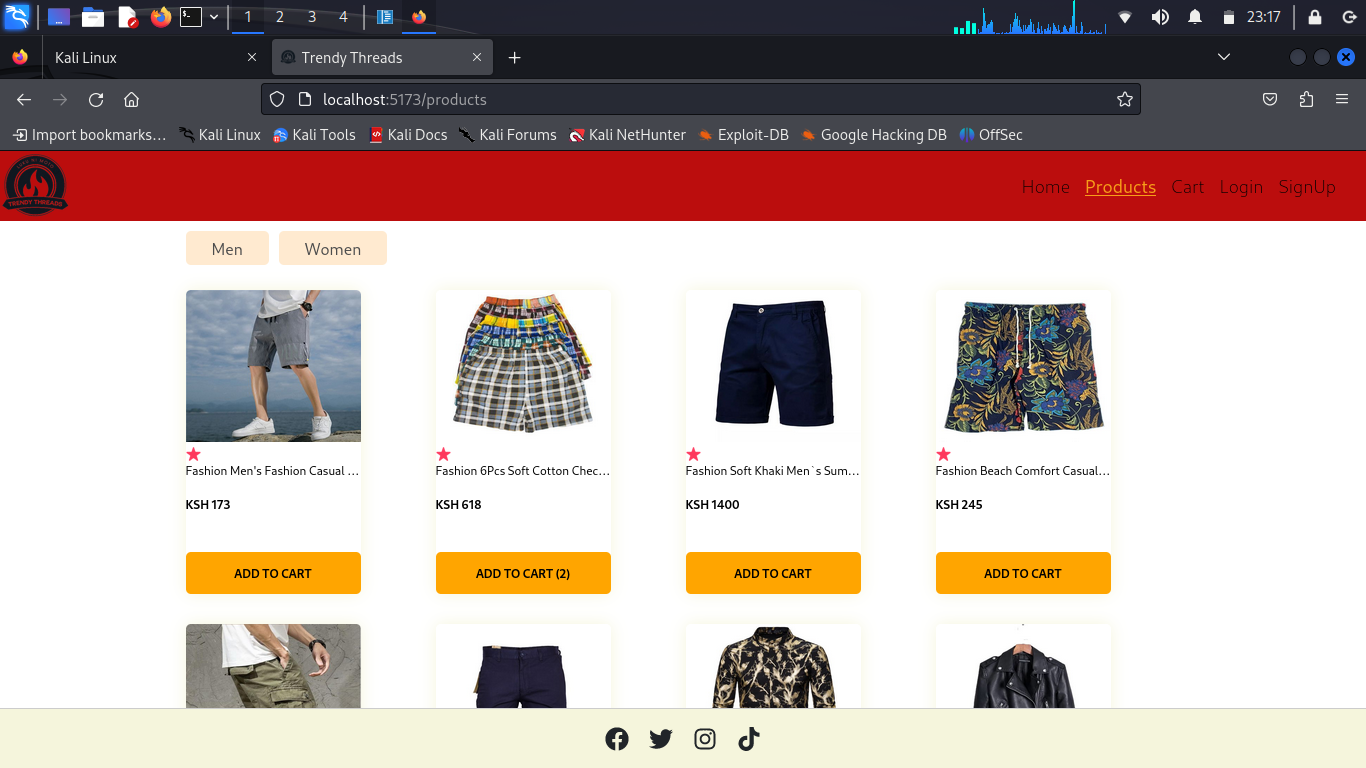 1 2 3 4 23:17
Kali Linux Trendy Threads
localhost:5173/products
Import bookmarks... Kali Linux Kali Tools Kali Docs Kali Forums Kali NetHunter Exploit-DB Google Hacking DB OffSec
TRENDY THREADS
Home Products Cart Login SignUp
Men Women
Fashion Men's Fashion Casual ... Fashion 6Pcs Soft Cotton Chec... Fashion Soft Khaki Men`s Sum... Fashion Beach Comfort Casual...
KSH 173 KSH 618 KSH 1400 KSH 245
ADD TO CART ADD TO CART (2) ADD TO CART ADD TO CART